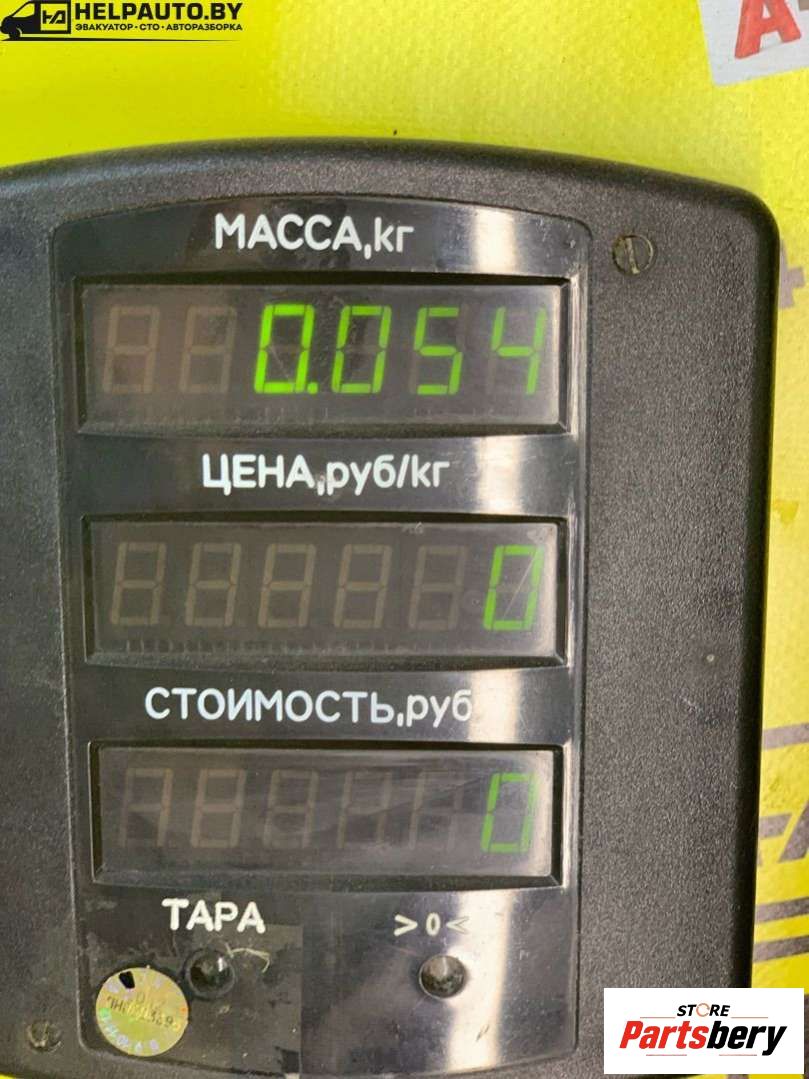 HELPAUTO.BY
ЭВАКУАТОР•СТО•АВТОРАЗБОРКА
МАССА,кг
0.054
ЦЕНА,руб/кг
0
СТОИМОСТЬ,руб
0
ТАРА
>0<
STORE
Partsbery